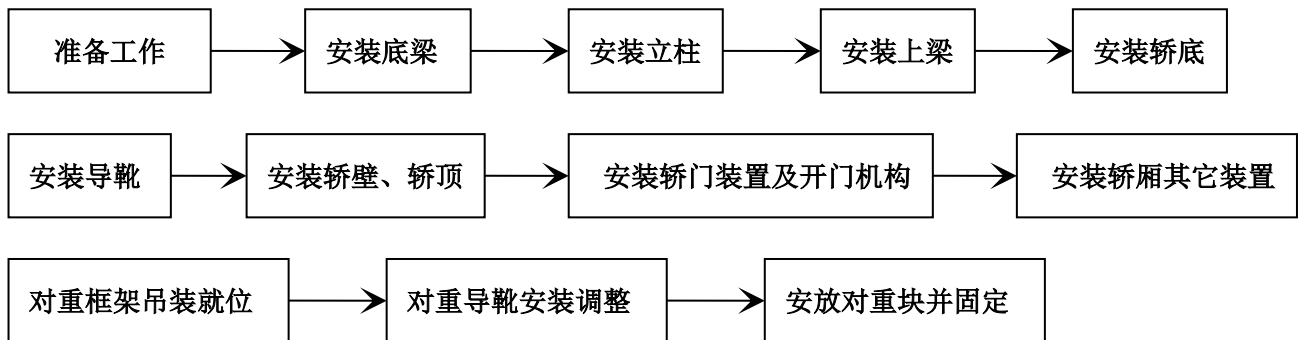 准备工作 安装底梁 安装立柱 安装上梁 安装轿底
安装导靴 安装轿壁、轿顶 安装轿门装置及开门机构 安装轿厢其它装置
对重框架吊装就位 对重导靴安装调整 安放对重块并固定